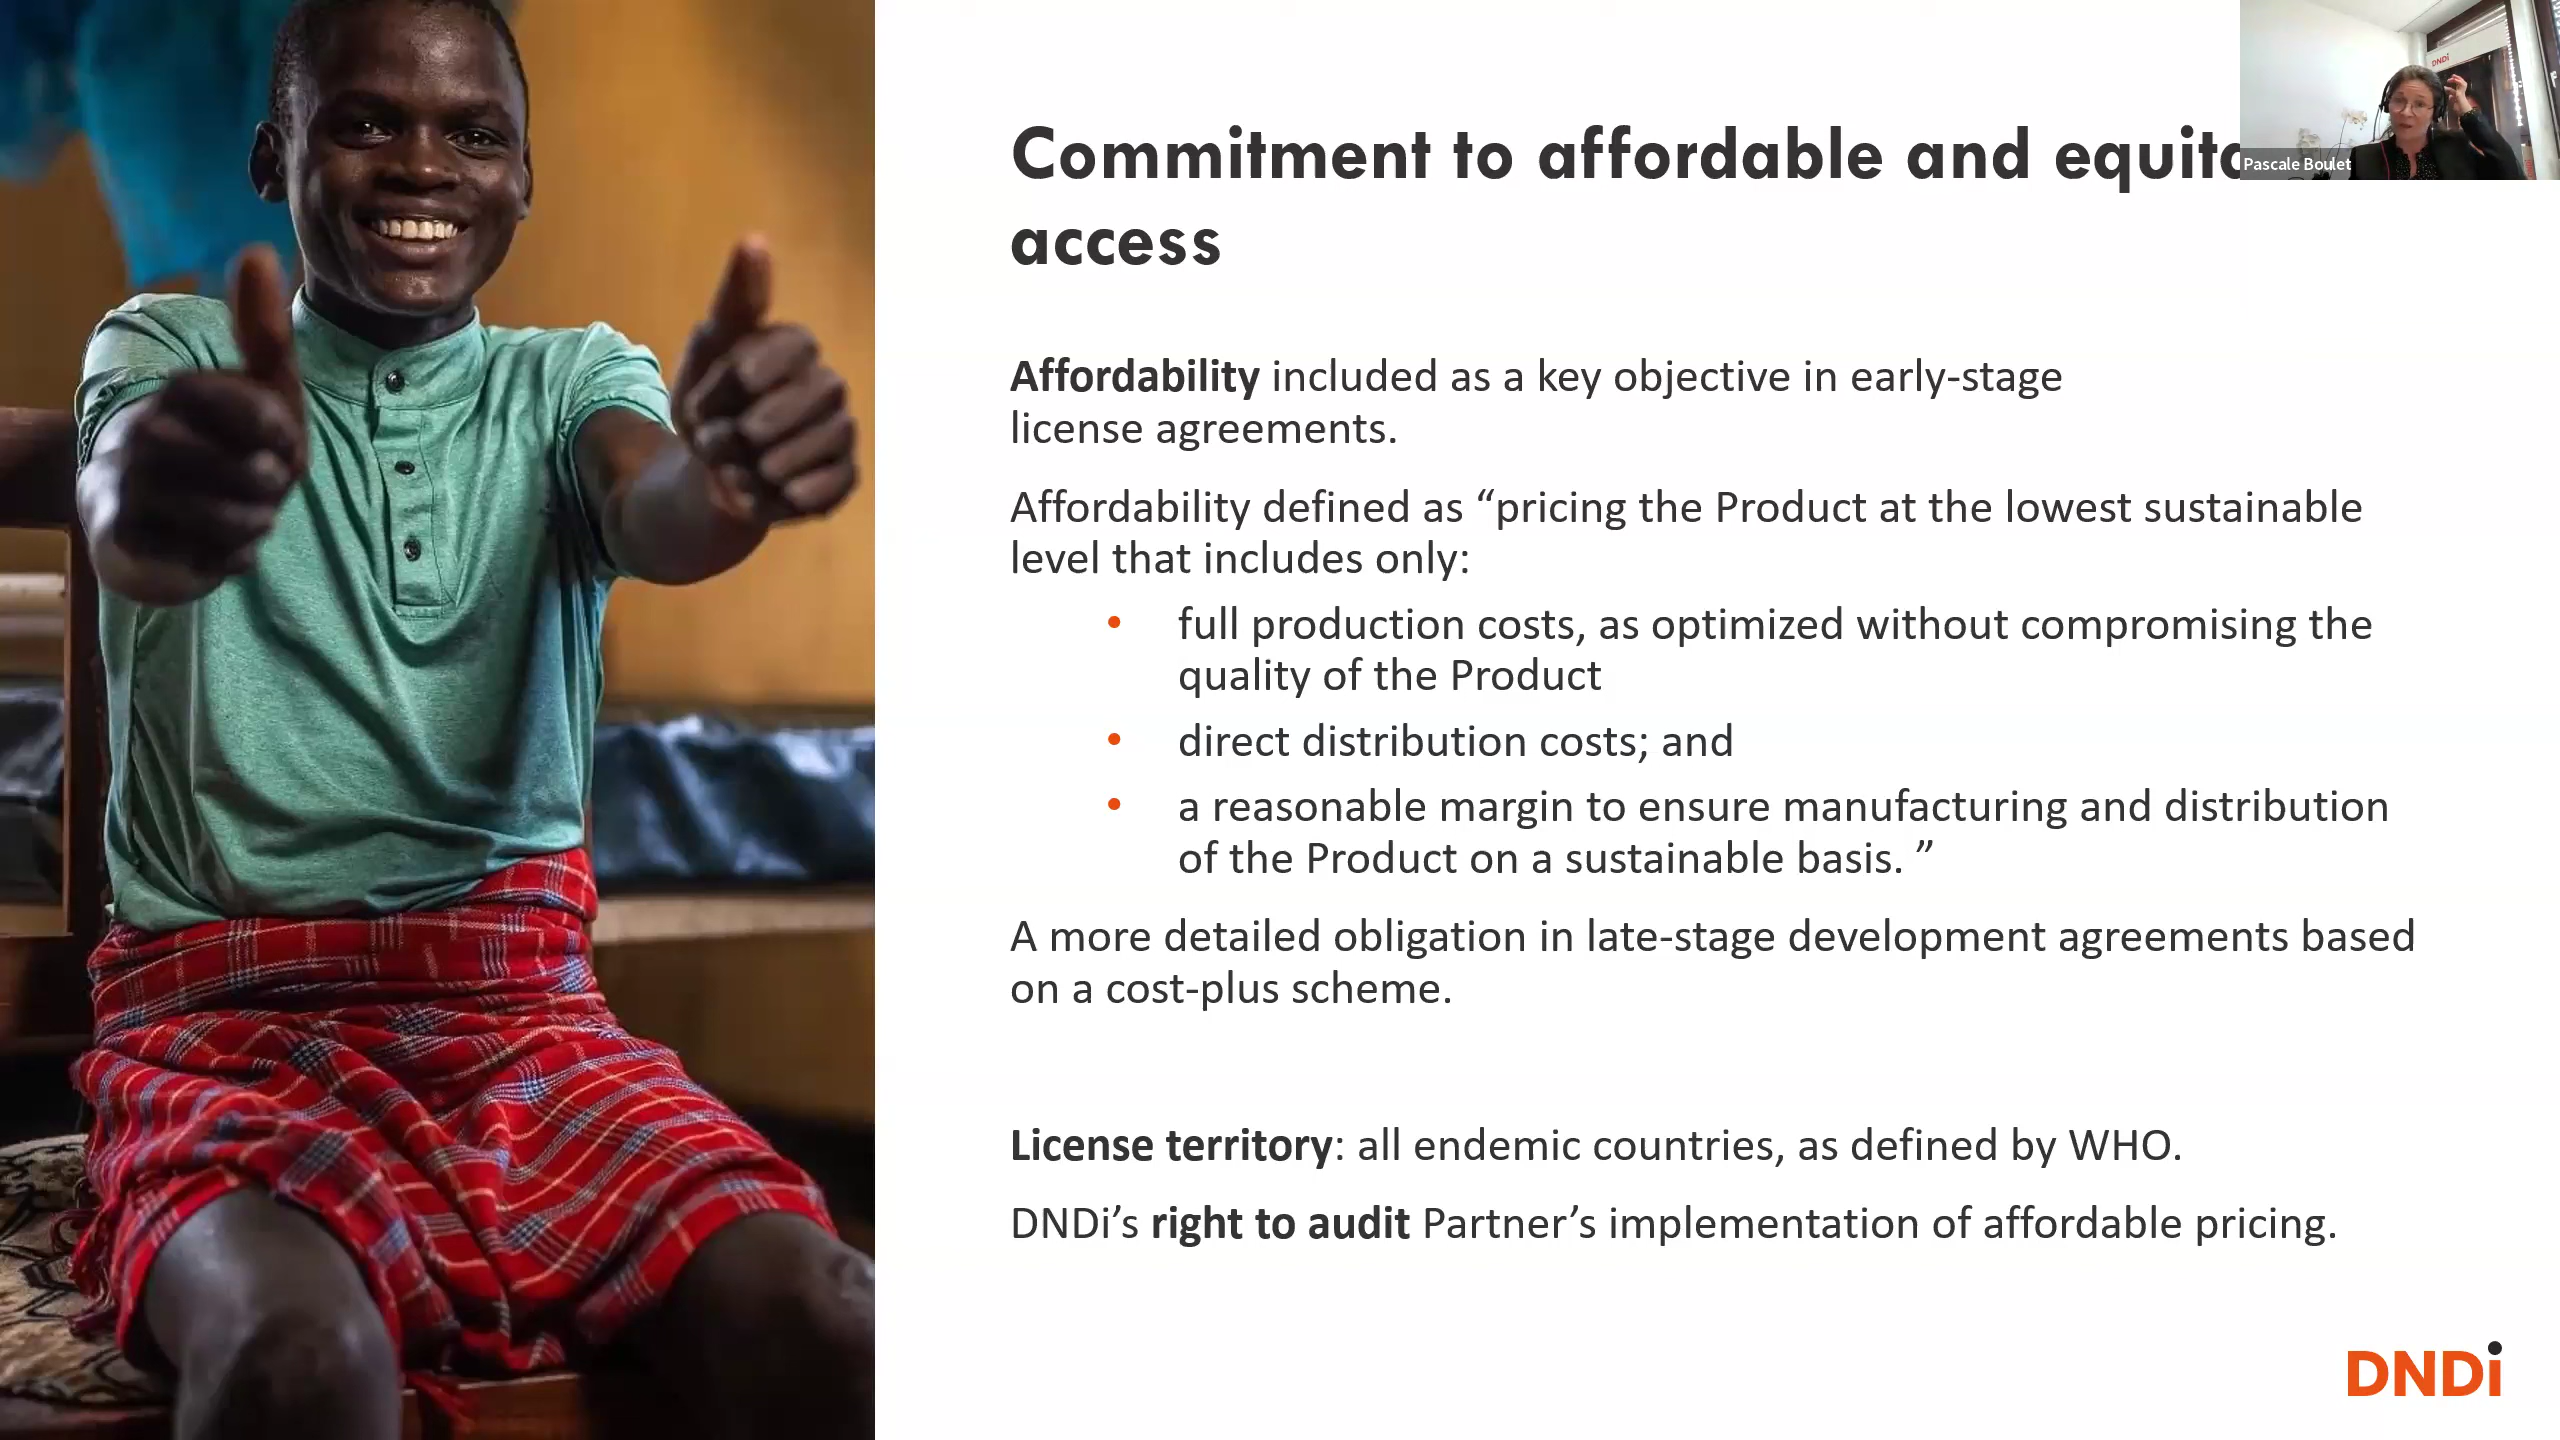 Commitment to affordable and
access
Pascale Boulet
DNDi
Affordability included as a key objective in early-stage
license agreements.
Affordability defined as “pricing the Product at the lowest sustainable
level that includes only:
• full production costs, as optimized without compromising the
quality of the Product
• direct distribution costs; and
• a reasonable margin to ensure manufacturing and distribution
of the Product on a sustainable basis. ”
A more detailed obligation in late-stage development agreements based
on a cost-plus scheme.
License territory: all endemic countries, as defined by WHO.
DNDi’s right to audit Partner’s implementation of affordable pricing.
DNDi